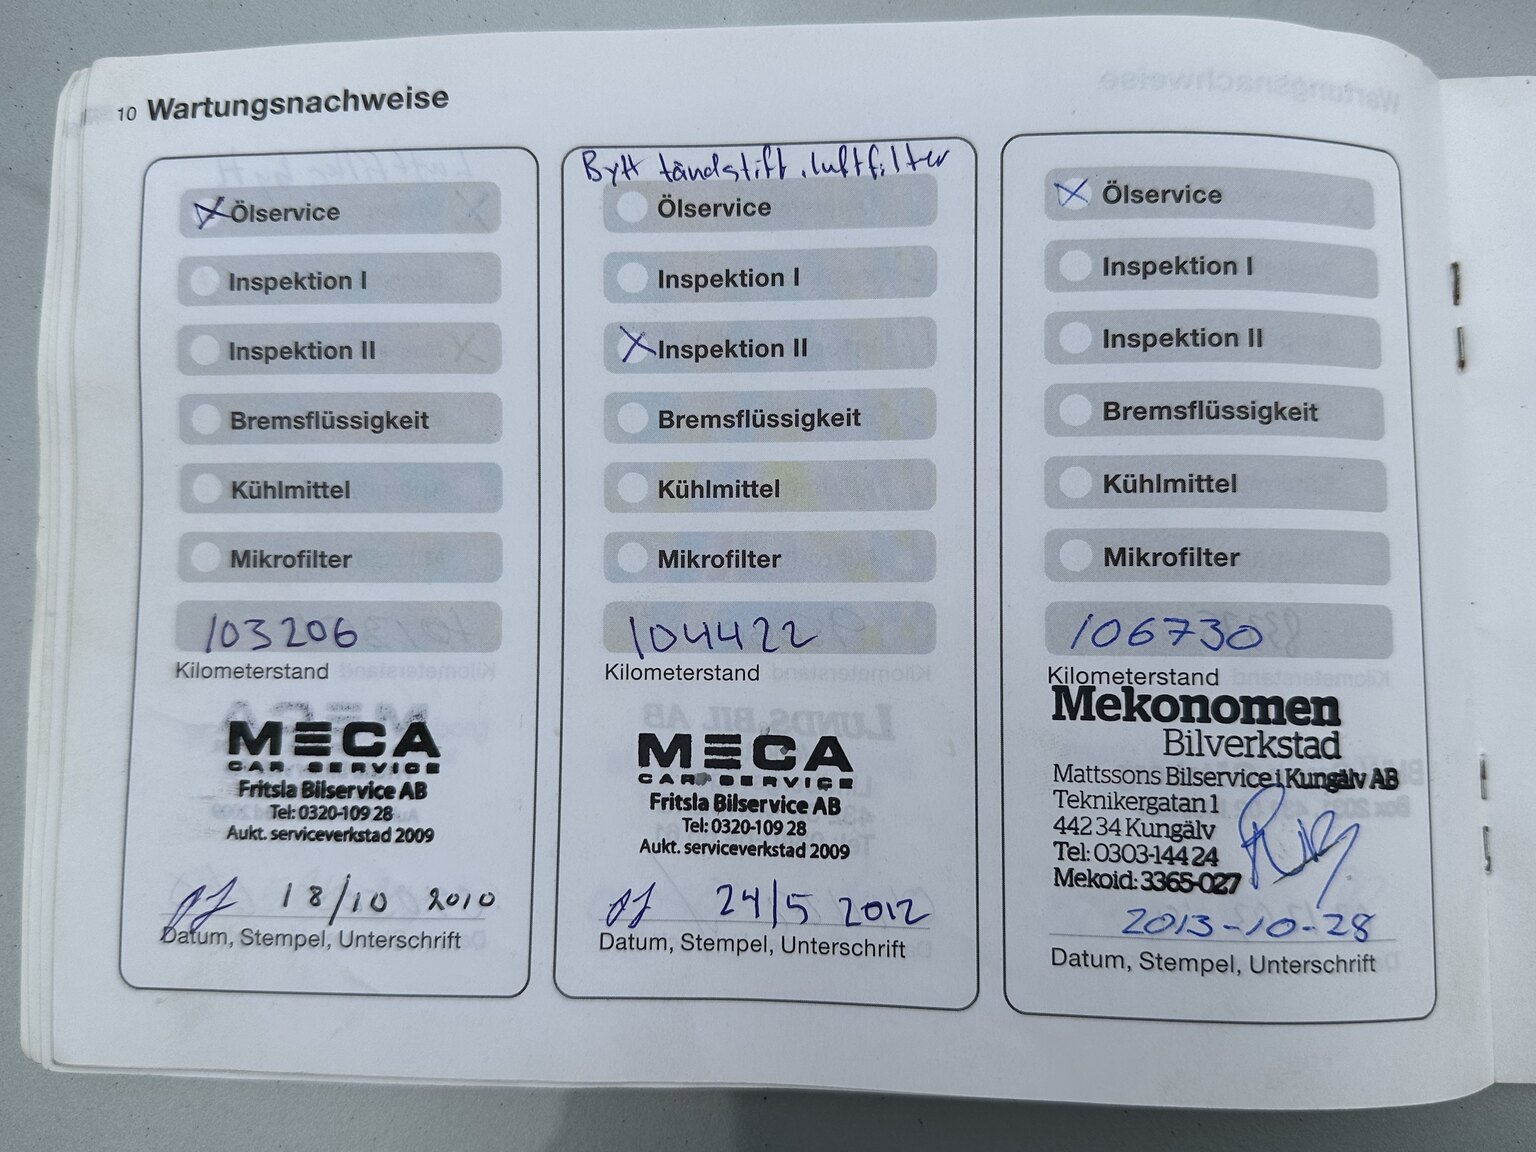 10 Wartungsnachweise
Ölservice
Inspektion I
Inspektion II
Bremsflüssigkeit
Kühlmittel
Mikrofilter
103206
Kilometerstand
MECA
CAR SERVICE
Fritsla Bilservice AB
Tel: 0320-109 28
Aukt. serviceverkstad 2009
18/10 2010
Datum, Stempel, Unterschrift
Bytt tändstift, luftfilter
Ölservice
Inspektion I
Inspektion II
Bremsflüssigkeit
Kühlmittel
Mikrofilter
104422
Kilometerstand
MECA
CAR SERVICE
Fritsla Bilservice AB
Tel: 0320-109 28
Aukt. serviceverkstad 2009
24/5 2012
Datum, Stempel, Unterschrift
Ölservice
Inspektion I
Inspektion II
Bremsflüssigkeit
Kühlmittel
Mikrofilter
106730
Kilometerstand
Mekonomen
Bilverkstad
Mattssons Bilservice i Kungälv AB
Teknikergatan 1
442 34 Kungälv
Tel: 0303-144 24
Mekoid: 3365-027
2013-10-28
Datum, Stempel, Unterschrift